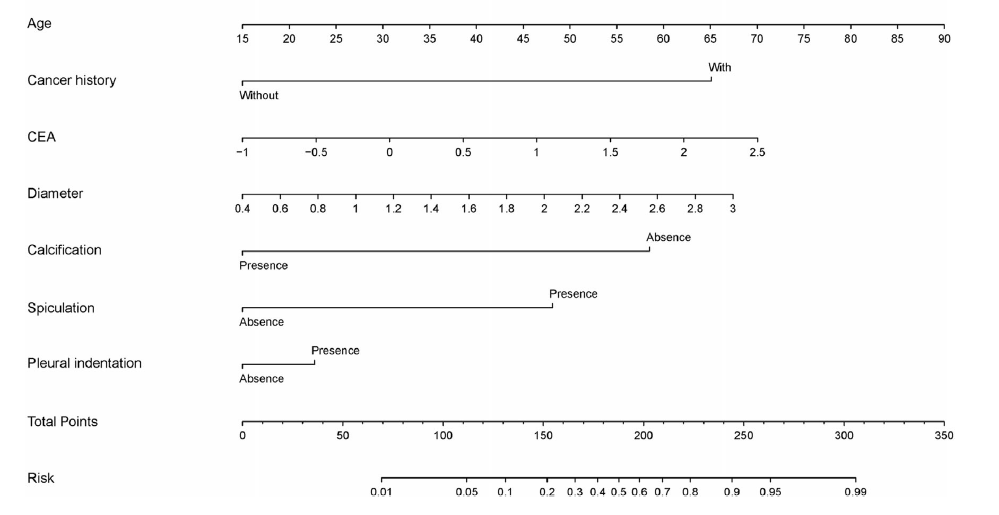 Age
15 20 25 30 35 40 45 50 55 60 65 70 75 80 85 90
With
Cancer history
Without
CEA
−1 −0.5 0 0.5 1 1.5 2 2.5
Diameter
0.4 0.6 0.8 1 1.2 1.4 1.6 1.8 2 2.2 2.4 2.6 2.8 3
Absence
Calcification
Presence
Presence
Spiculation
Absence
Presence
Pleural indentation
Absence
Total Points
0 50 100 150 200 250 300 350
Risk
0.01 0.05 0.1 0.2 0.3 0.4 0.5 0.6 0.7 0.8 0.9 0.95 0.99